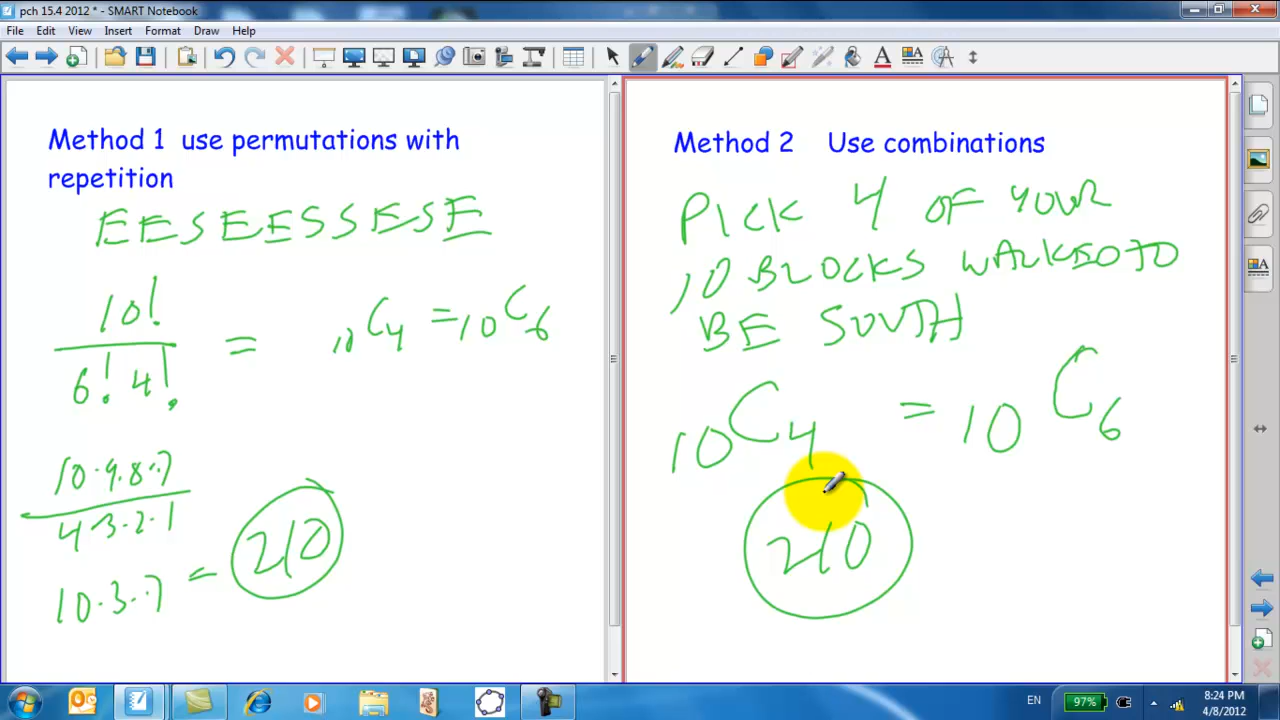 pch 15.4 2012 * - SMART Notebook
File Edit View Insert Format Draw Help
Method 1 use permutations with
repetition
EESEESSESE
10!
6! 4!
= 10C4 = 10C6
10·9·8·7
4·3·2·1
10·3·7 = 210
Method 2 Use combinations
PICK 4 OF YOUR
10 BLOCKS WALKED TO
BE SOUTH
10C4 = 10C6
210
EN 97% 8:24 PM
4/8/2012